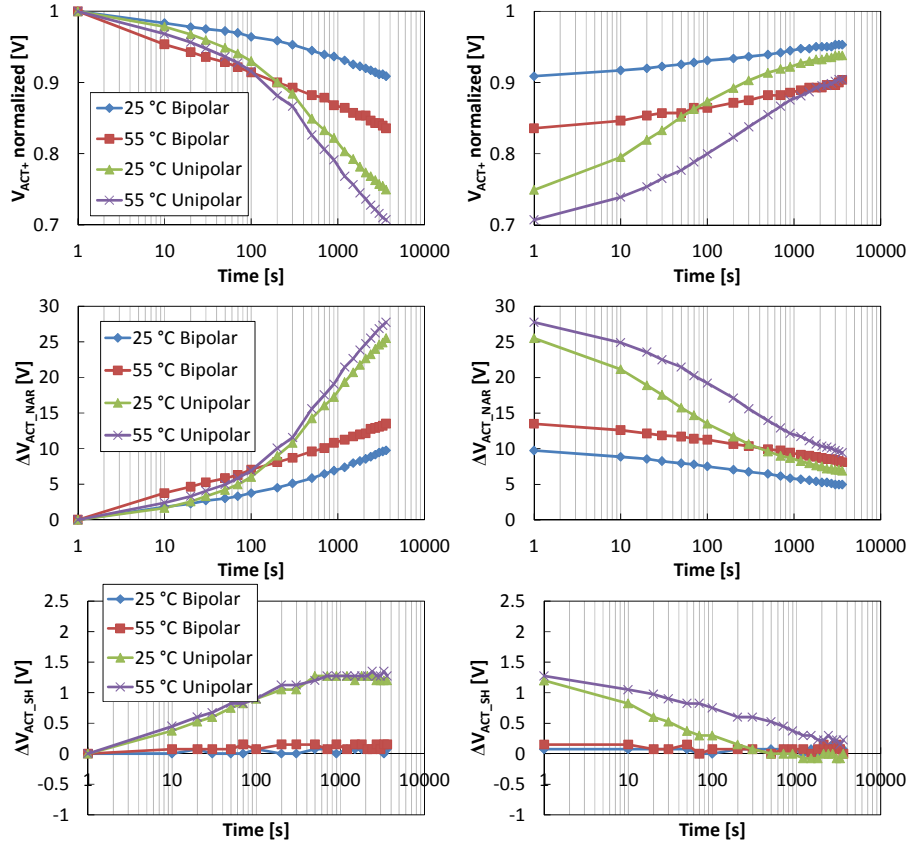 V_ACT+ normalized [V]
1
0.9
0.8
0.7
25 °C Bipolar
55 °C Bipolar
25 °C Unipolar
55 °C Unipolar
1 10 100 1000 10000
Time [s]
V_ACT+ normalized [V]
1
0.9
0.8
0.7
1 10 100 1000 10000
Time [s]
ΔV_ACT_NAR [V]
30
25
20
15
10
5
0
25 °C Bipolar
55 °C Bipolar
25 °C Unipolar
55 °C Unipolar
1 10 100 1000 10000
Time [s]
ΔV_ACT_NAR [V]
30
25
20
15
10
5
0
1 10 100 1000 10000
Time [s]
ΔV_ACT_SH [V]
2.5
2
1.5
1
0.5
0
-0.5
-1
25 °C Bipolar
55 °C Bipolar
25 °C Unipolar
55 °C Unipolar
1 10 100 1000 10000
Time [s]
ΔV_ACT_SH [V]
2.5
2
1.5
1
0.5
0
-0.5
-1
1 10 100 1000 10000
Time [s]